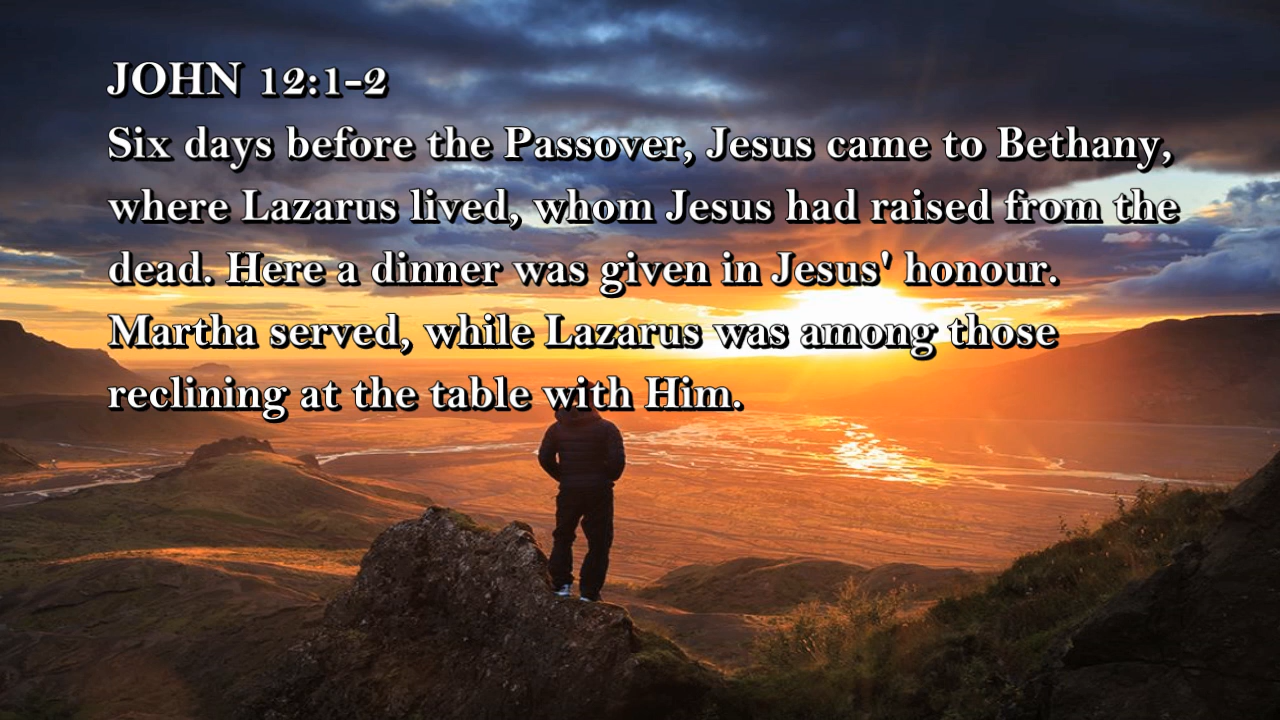 JOHN 12:1-2
Six days before the Passover, Jesus came to Bethany,
where Lazarus lived, whom Jesus had raised from the
dead. Here a dinner was given in Jesus' honour.
Martha served, while Lazarus was among those
reclining at the table with Him.